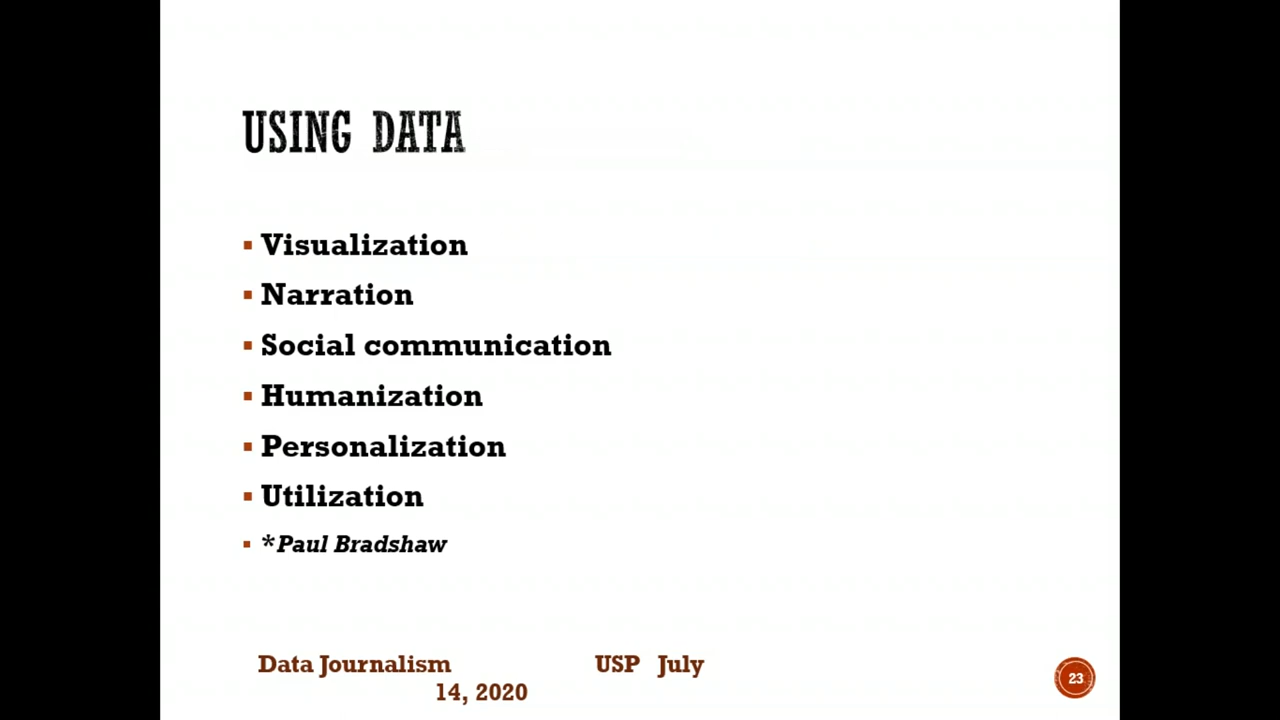 USING DATA
▪ Visualization
▪ Narration
▪ Social communication
▪ Humanization
▪ Personalization
▪ Utilization
▪ *Paul Bradshaw
Data Journalism USP July
14, 2020
23